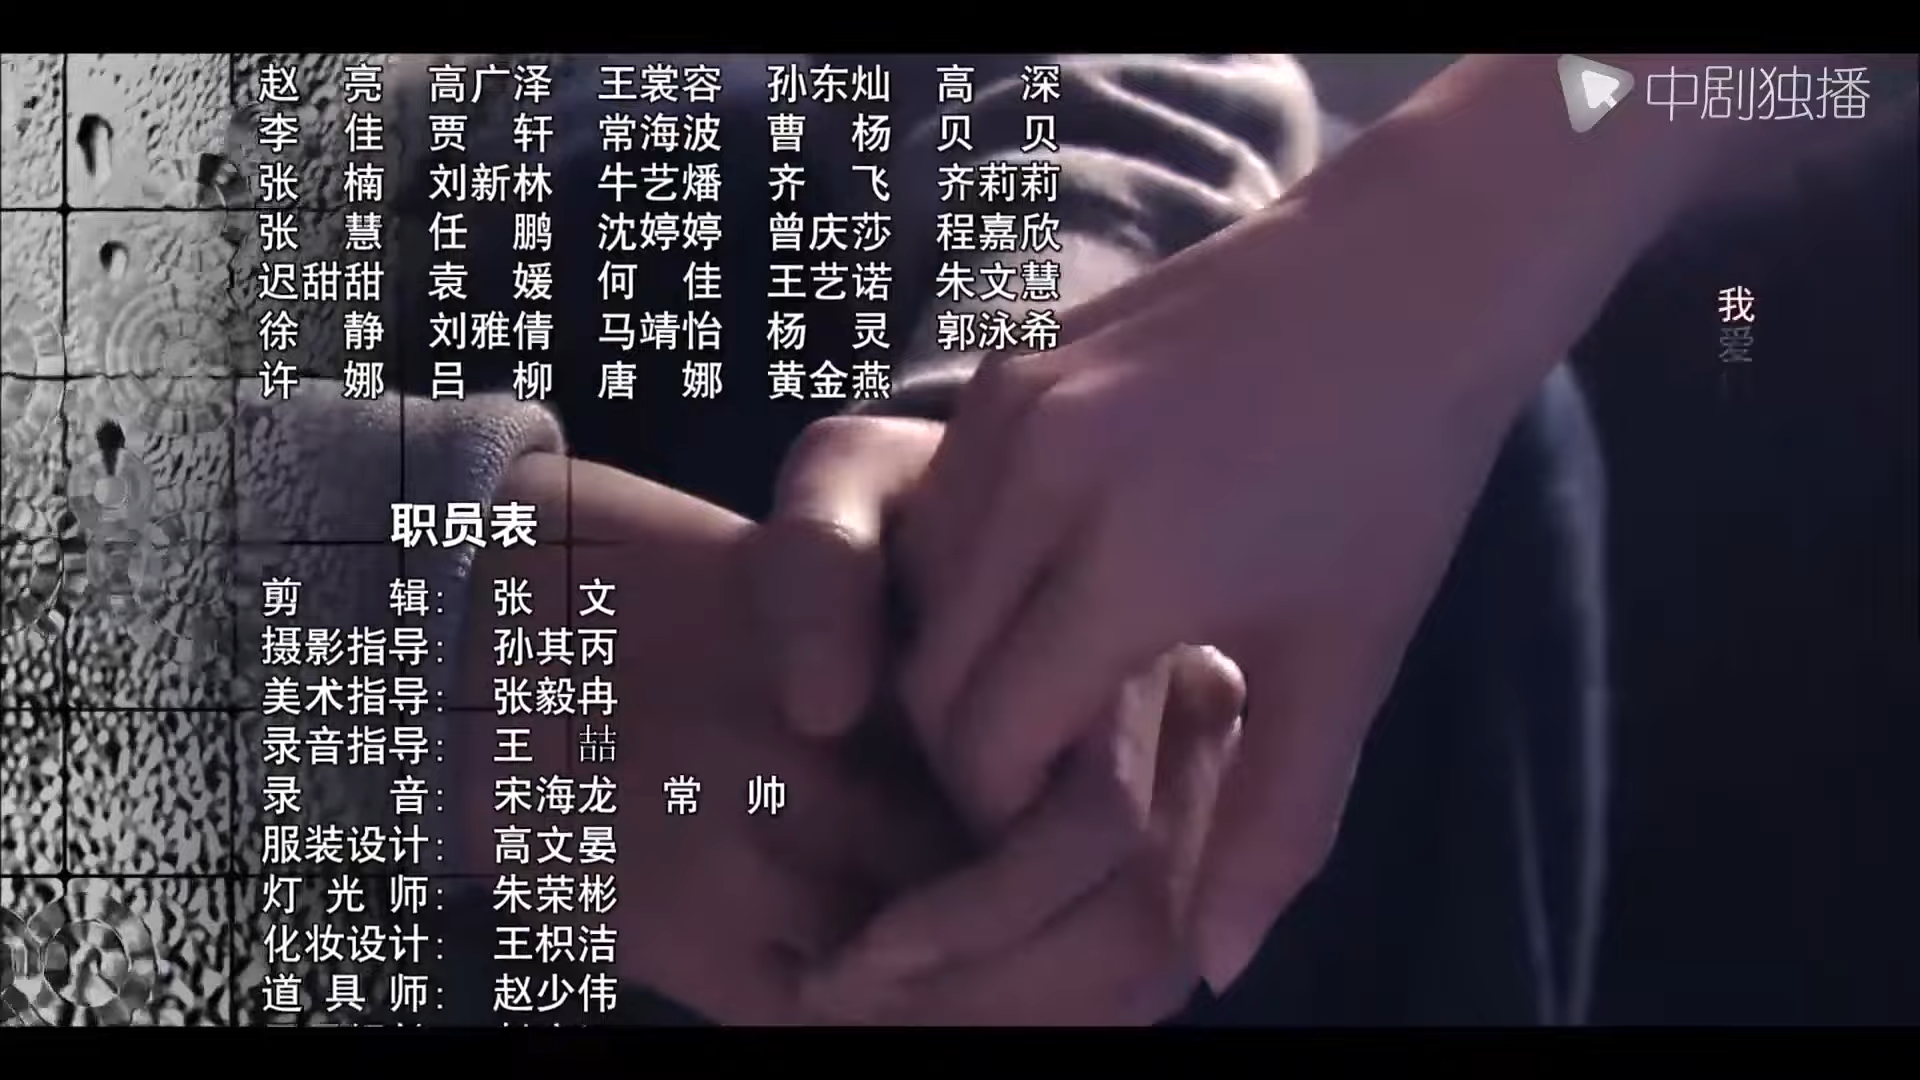 赵 亮 高广泽 王裳容 孙东灿 高 深
李 佳 贾 轩 常海波 曹 杨 贝 贝
张 楠 刘新林 牛艺燔 齐 飞 齐莉莉
张 慧 任 鹏 沈婷婷 曾庆莎 程嘉欣
迟甜甜 袁 媛 何 佳 王艺诺 朱文慧
徐 静 刘雅倩 马靖怡 杨 灵 郭泳希
许 娜 吕 柳 唐 娜 黄金燕
职员表
剪 辑: 张 文
摄影指导: 孙其丙
美术指导: 张毅冉
录音指导: 王 喆
录 音: 宋海龙 常 帅
服装设计: 高文晏
灯 光 师: 朱荣彬
化妆设计: 王枳洁
道 具 师: 赵少伟
中剧独播
我爱